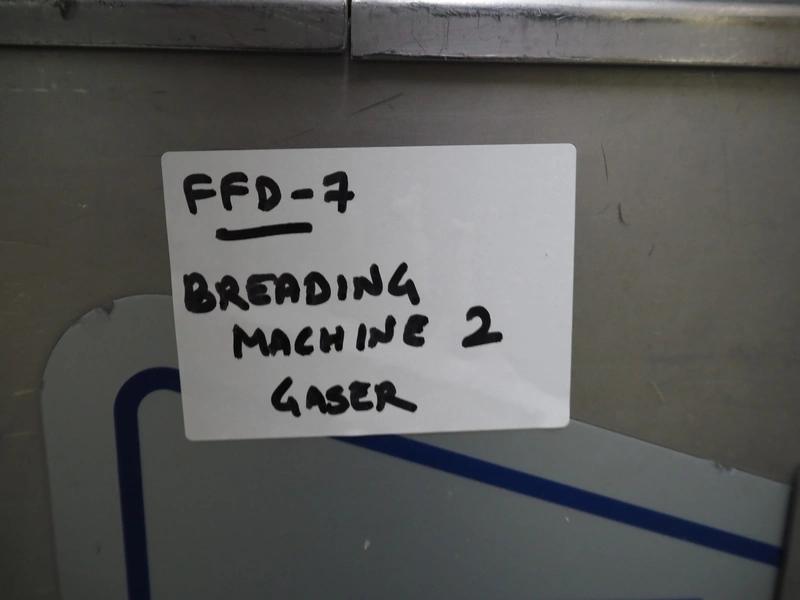 FFD-7
BREADING
MACHINE 2
GASER